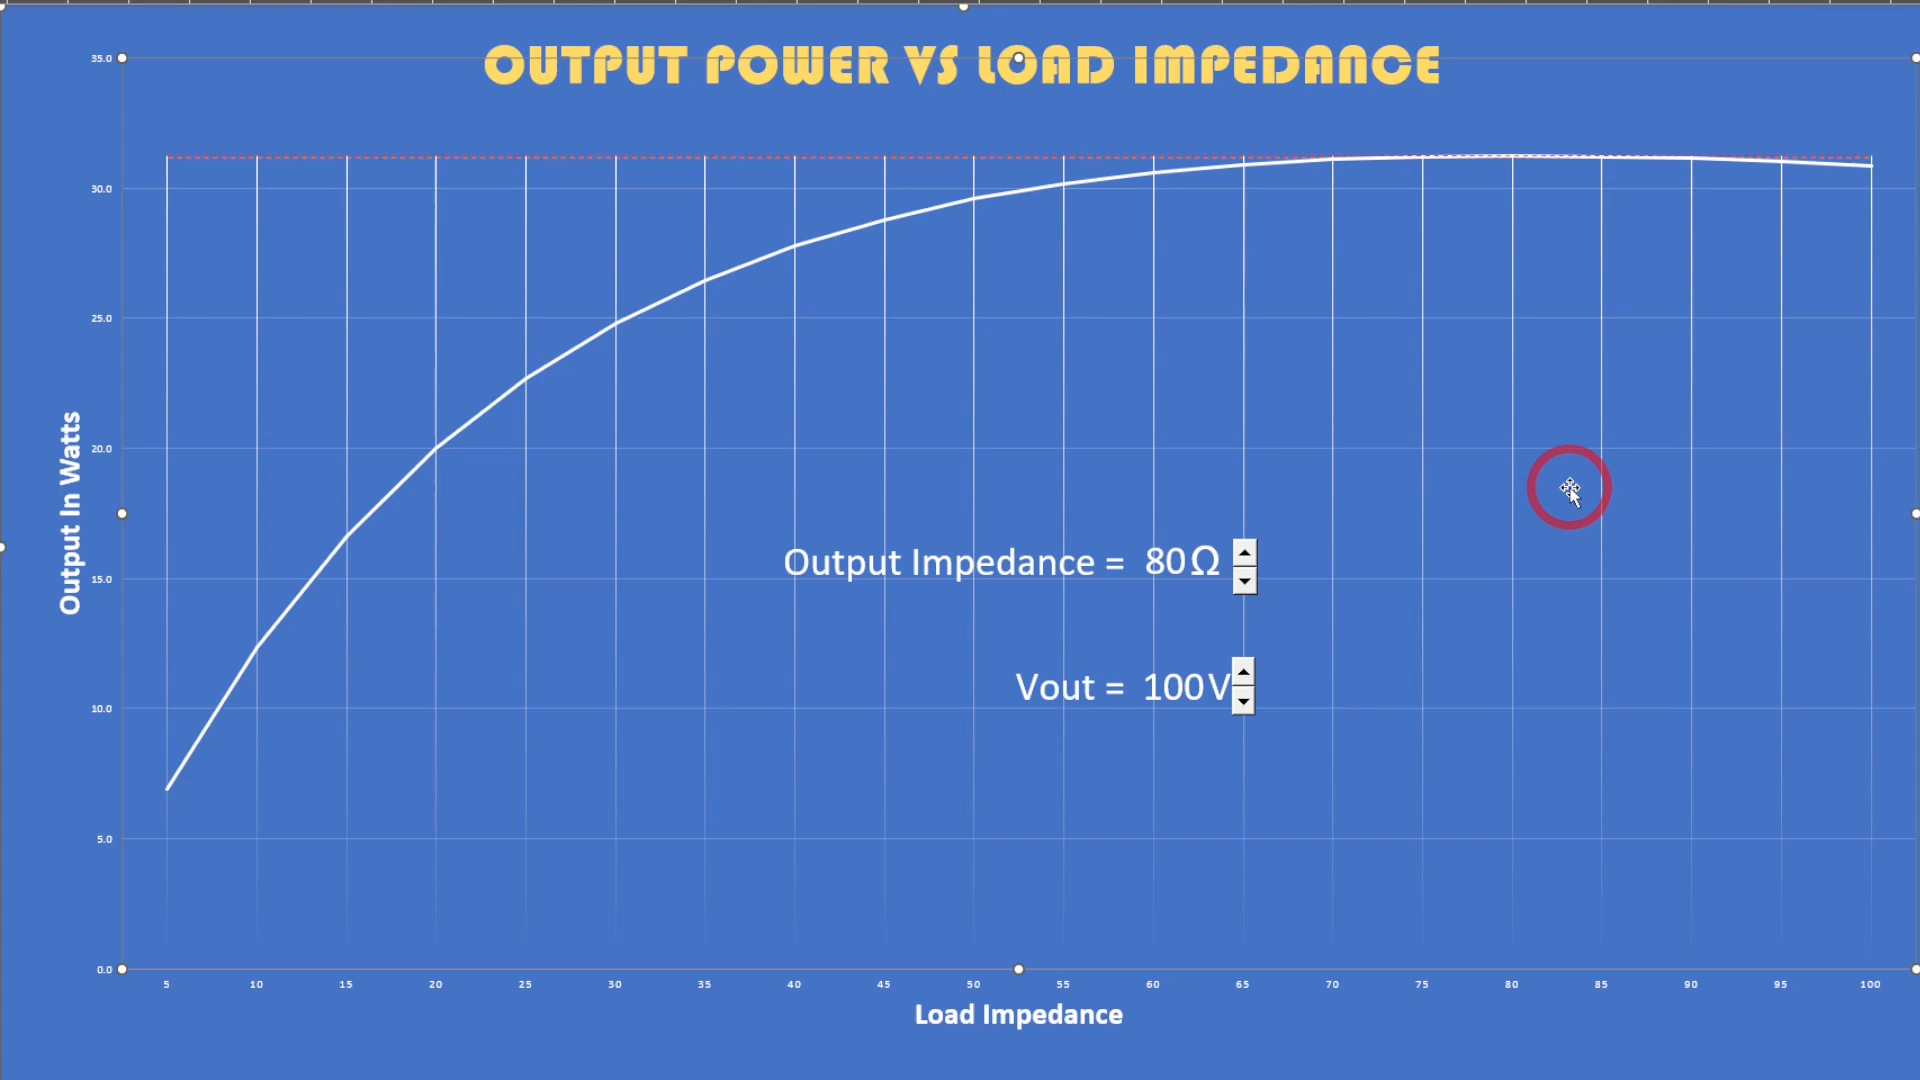 OUTPUT POWER VS LOAD IMPEDANCE
35.0
30.0
25.0
20.0
15.0
10.0
5.0
0.0
Output In Watts
Output Impedance = 80Ω
Vout = 100V
5 10 15 20 25 30 35 40 45 50 55 60 65 70 75 80 85 90 95 100
Load Impedance